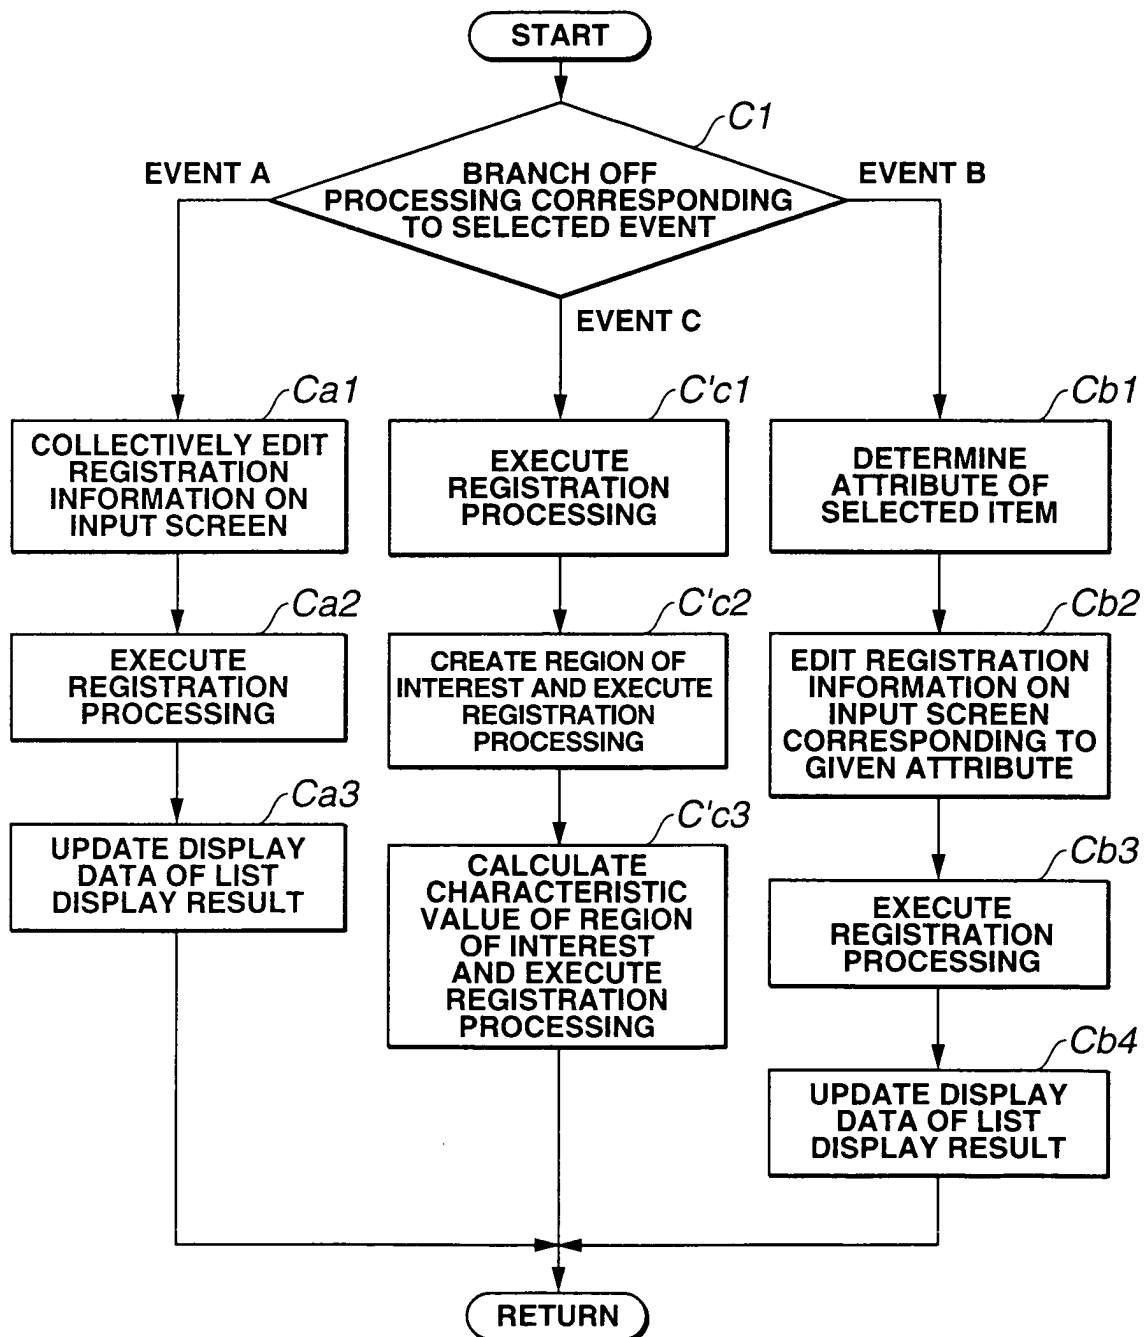 START
C1
BRANCH OFF
PROCESSING CORRESPONDING
TO SELECTED EVENT
EVENT A
EVENT B
EVENT C
Ca1
COLLECTIVELY EDIT
REGISTRATION
INFORMATION ON
INPUT SCREEN
Ca2
EXECUTE
REGISTRATION
PROCESSING
Ca3
UPDATE DISPLAY
DATA OF LIST
DISPLAY RESULT
C'c1
EXECUTE
REGISTRATION
PROCESSING
C'c2
CREATE REGION OF
INTEREST AND EXECUTE
REGISTRATION
PROCESSING
C'c3
CALCULATE
CHARACTERISTIC
VALUE OF REGION
OF INTEREST
AND EXECUTE
REGISTRATION
PROCESSING
Cb1
DETERMINE
ATTRIBUTE OF
SELECTED ITEM
Cb2
EDIT REGISTRATION
INFORMATION ON
INPUT SCREEN
CORRESPONDING TO
GIVEN ATTRIBUTE
Cb3
EXECUTE
REGISTRATION
PROCESSING
Cb4
UPDATE DISPLAY
DATA OF LIST
DISPLAY RESULT
RETURN